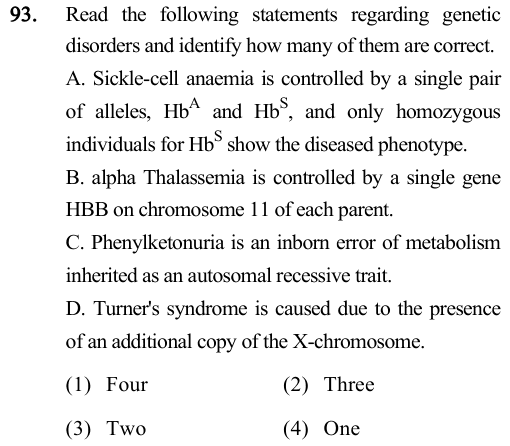 93. Read the following statements regarding genetic
disorders and identify how many of them are correct.
A. Sickle-cell anaemia is controlled by a single pair
of alleles, Hb^A and Hb^S, and only homozygous
individuals for Hb^S show the diseased phenotype.
B. alpha Thalassemia is controlled by a single gene
HBB on chromosome 11 of each parent.
C. Phenylketonuria is an inborn error of metabolism
inherited as an autosomal recessive trait.
D. Turner's syndrome is caused due to the presence
of an additional copy of the X-chromosome.
(1) Four (2) Three
(3) Two (4) One